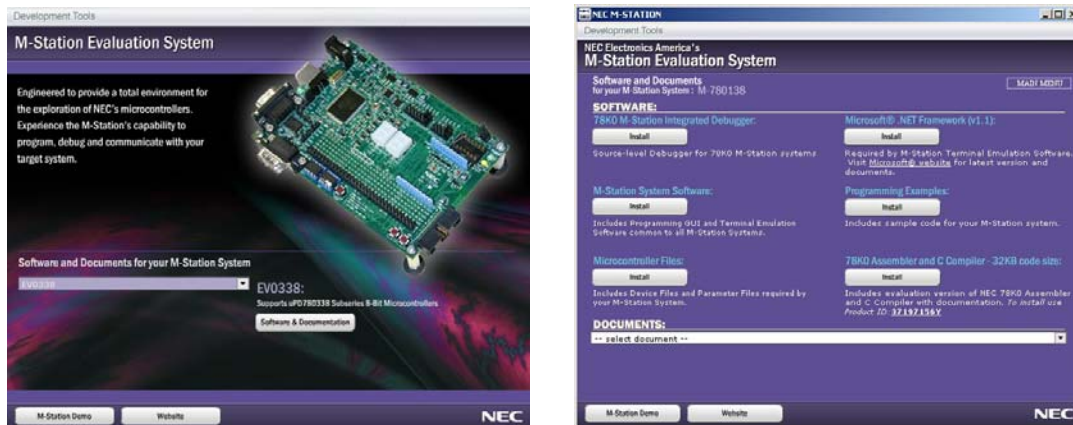 Development Tools
M-Station Evaluation System
Engineered to provide a total environment for
the exploration of NEC's microcontrollers.
Experience the M-Station's capability to
program, debug and communicate with your
target system.
Software and Documents for your M-Station System
EV0338
EV0338:
Supports uPD780338 Subseries 8-Bit Microcontrollers
Software & Documentation
M-Station Demo
Website
NEC
NEC M-STATION
Development Tools
NEC Electronics America's
M-Station Evaluation System
Software and Documents
for your M-Station System: M-780138
MAIN MENU
SOFTWARE:
78K0 M-Station Integrated Debugger:
Install
Source-level Debugger for 78K0 M-Station systems
Microsoft® .NET Framework (v1.1):
Install
Required by M-Station Terminal Emulation Software.
Visit Microsoft® website for latest version and
documents.
M-Station System Software:
Install
Includes Programming GUI and Terminal Emulation
Software common to all M-Station Systems.
Programming Examples:
Install
Includes sample code for your M-Station system.
Microcontroller Files:
Install
Includes Device Files and Parameter Files required by
your M-Station System.
78K0 Assembler and C Compiler - 32KB code size:
Install
Includes evaluation version of NEC 78K0 Assembler
and C Compiler with documentation. To install use
Product ID: 37197156Y
DOCUMENTS:
-- select document --
M-Station Demo
Website
NEC